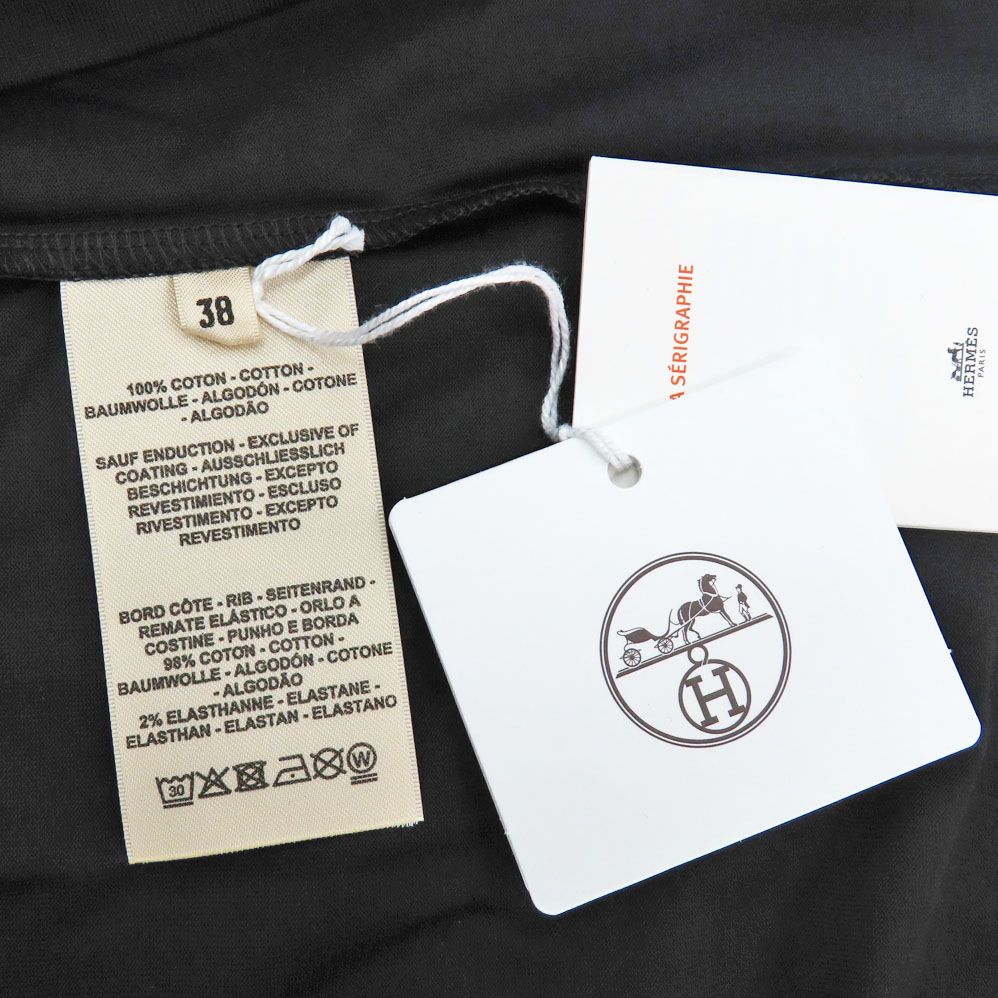 38
100% COTON - COTTON -
BAUMWOLLE - ALGODÓN - COTONE
- ALGODÃO
SAUF ENDUCTION - EXCLUSIVE OF
COATING - AUSSCHLIESSLICH
BESCHICHTUNG - EXCEPTO
REVESTIMIENTO - ESCLUSO
RIVESTIMENTO - EXCEPTO
REVESTIMENTO
BORD CÔTE - RIB - SEITENRAND -
REMATE ELÁSTICO - ORLO A
COSTINE - PUNHO E BORDA
98% COTON - COTTON -
BAUMWOLLE - ALGODÓN - COTONE
- ALGODÃO
2% ELASTHANNE - ELASTANE -
ELASTHAN - ELASTAN - ELASTANO
30
W
A SÉRIGRAPHIE
HERMÈS
PARIS
H